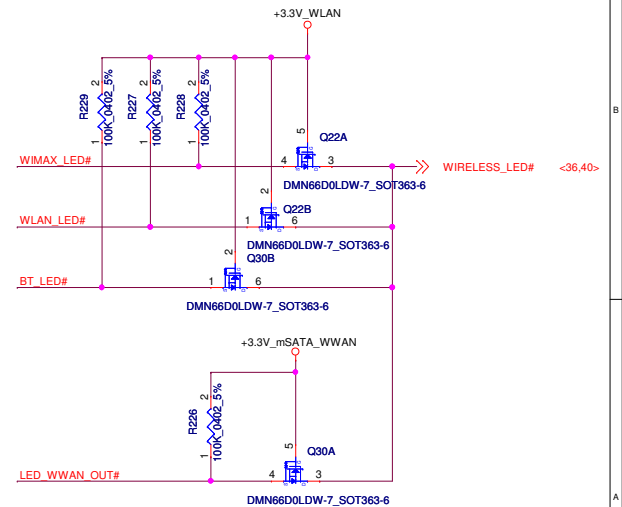 +3.3V_WLAN
B
R229
2
1
100K_0402_5%
R227
2
1
100K_0402_5%
R228
2
1
100K_0402_5%
5
Q22A
WIMAX_LED#
4
3
WIRELESS_LED#
<36,40>
DMN66D0LDW-7_SOT363-6
2
Q22B
WLAN_LED#
1
6
DMN66D0LDW-7_SOT363-6
2
Q30B
BT_LED#
1
6
DMN66D0LDW-7_SOT363-6
+3.3V_mSATA_WWAN
R226
2
1
100K_0402_5%
5
Q30A
LED_WWAN_OUT#
4
3
DMN66D0LDW-7_SOT363-6
A